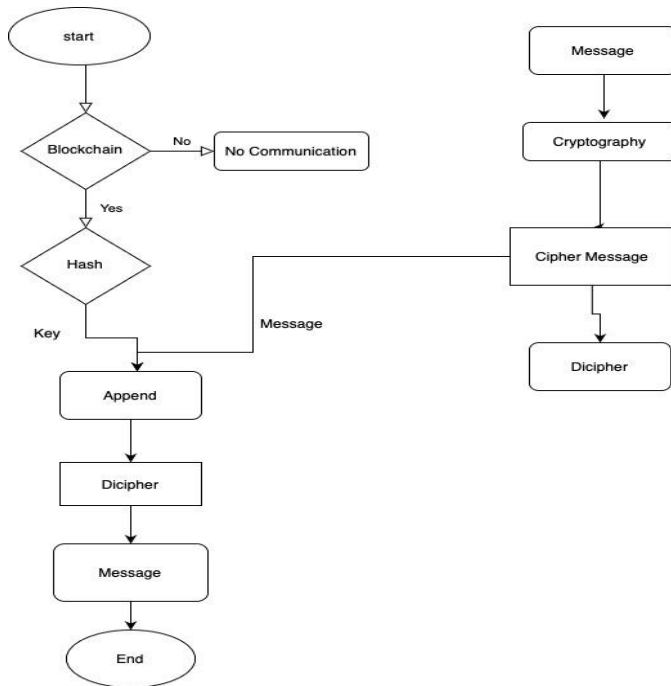 start
Message
Blockchain
No
No Communication
Cryptography
Yes
Hash
Cipher Message
Key
Message
Append
Dicipher
Dicipher
Message
End